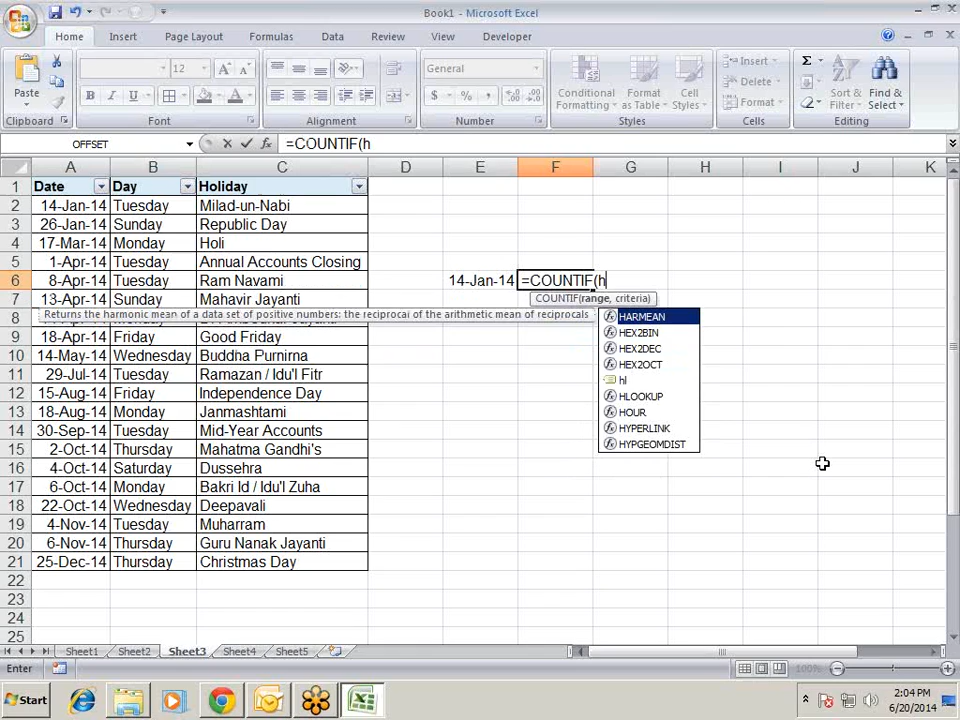 Book1 - Microsoft Excel
Home Insert Page Layout Formulas Data Review View Developer
Paste
12
General
Conditional Formatting
Format as Table
Cell Styles
Insert
Delete
Format
Sort & Filter
Find & Select
Clipboard Font Alignment Number Styles Cells Editing
OFFSET =COUNTIF(h
A B C D E F G H I J K
1 Date Day Holiday
2 14-Jan-14 Tuesday Milad-un-Nabi
3 26-Jan-14 Sunday Republic Day
4 17-Mar-14 Monday Holi
5 1-Apr-14 Tuesday Annual Accounts Closing
6 8-Apr-14 Tuesday Ram Navami 14-Jan-14 =COUNTIF(h
7 13-Apr-14 Sunday Mahavir Jayanti COUNTIF(range, criteria)
8 Returns the harmonic mean of a data set of positive numbers: the reciprocal of the arithmetic mean of reciprocals
9 18-Apr-14 Friday Good Friday
10 14-May-14 Wednesday Buddha Purnirna
11 29-Jul-14 Tuesday Ramazan / Idu'l Fitr
12 15-Aug-14 Friday Independence Day
13 18-Aug-14 Monday Janmashtami
14 30-Sep-14 Tuesday Mid-Year Accounts
15 2-Oct-14 Thursday Mahatma Gandhi's
16 4-Oct-14 Saturday Dussehra
17 6-Oct-14 Monday Bakri Id / Idu'l Zuha
18 22-Oct-14 Wednesday Deepavali
19 4-Nov-14 Tuesday Muharram
20 6-Nov-14 Thursday Guru Nanak Jayanti
21 25-Dec-14 Thursday Christmas Day
22
23
24
25
HARMEAN
HEX2BIN
HEX2DEC
HEX2OCT
hl
HLOOKUP
HOUR
HYPERLINK
HYPGEOMDIST
Sheet1 Sheet2 Sheet3 Sheet4 Sheet5
Enter 100%
Start
2:04 PM
6/20/2014